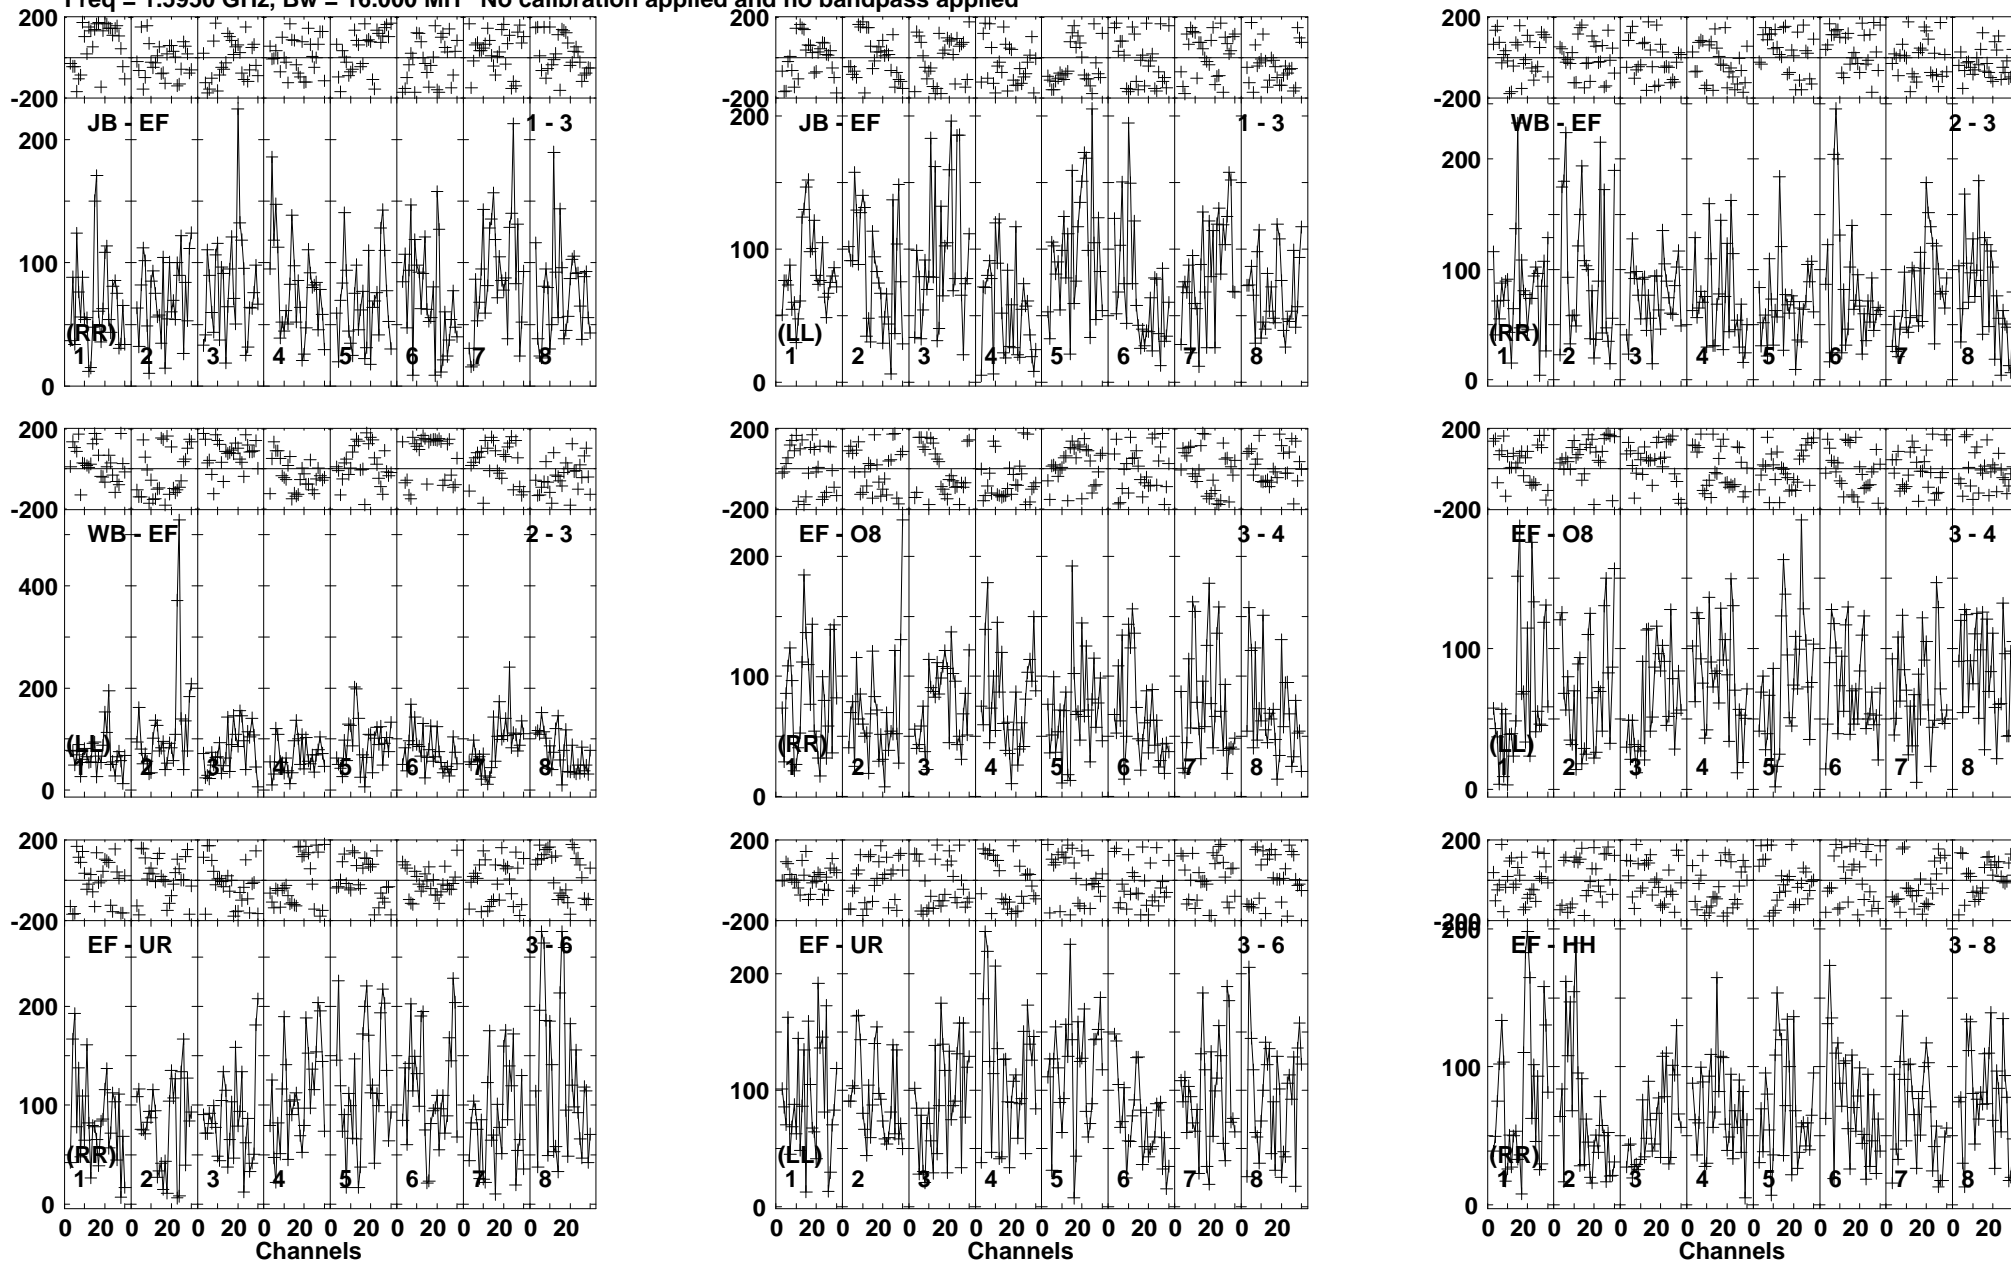 Freq = 1.5950 GHz, Bw = 16.000 MH No calibration applied and no bandpass applied
200 200 200
-200 -200 -200
JB - EF 1 - 3 JB - EF 1 - 3 WB - EF 2 - 3
200 200 200
100 100 100
(RR) (LL) (RR)
1 2 3 4 5 6 7 8 1 2 3 4 5 6 7 8 1 2 3 4 5 6 7 8
0 0 0
200 200 200
-200 -200 -200
WB - EF 2 - 3 EF - O8 3 - 4 EF - O8 3 - 4
400 200
200 100 100
(LL) (RR) (LL)
1 2 3 4 5 6 7 8 1 2 3 4 5 6 7 8 1 2 3 4 5 6 7 8
0 0 0
200 200 200
-200 -200 -200
EF - UR 3 - 6 EF - UR 3 - 6 EF - HH 3 - 8
200 200 200
100 100 100
(RR) (LL) (RR)
1 2 3 4 5 6 7 8 1 2 3 4 5 6 7 8 1 2 3 4 5 6 7 8
0 0 0
0 20 0 20 0 20 0 20 0 20 0 20 0 20 0 20 0 20 0 20 0 20 0 20 0 20 0 20 0 20 0 20 0 20 0 20 0 20 0 20 0 20 0 20 0 20 0 20
Channels Channels Channels